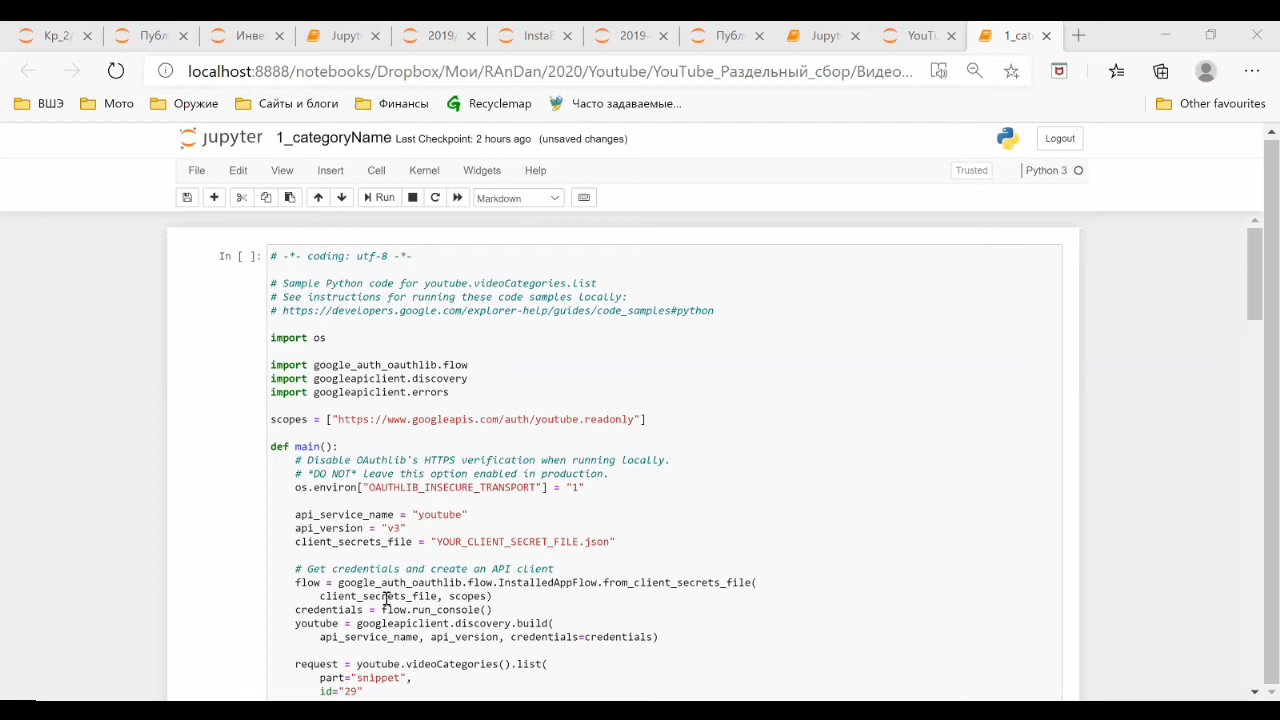 Kp_2/
Публ
Инве
Jupyt
2019/
InstaE
2019-
Публ
Jupyt
YouTu
1_cat
localhost:8888/notebooks/Dropbox/Мои/RAnDan/2020/Youtube/YouTube_Раздельный_сбор/Видео...
ВШЭ
Мото
Оружие
Сайты и блоги
Финансы
Recyclemap
Часто задаваемые...
Other favourites
jupyter 1_categoryName Last Checkpoint: 2 hours ago (unsaved changes)
Logout
File Edit View Insert Cell Kernel Widgets Help
Trusted
Python 3
Run
Markdown
In [ ]:
# -*- coding: utf-8 -*-
# Sample Python code for youtube.videoCategories.list
# See instructions for running these code samples locally:
# https://developers.google.com/explorer-help/guides/code_samples#python
import os
import google_auth_oauthlib.flow
import googleapiclient.discovery
import googleapiclient.errors
scopes = ["https://www.googleapis.com/auth/youtube.readonly"]
def main():
# Disable OAuthlib's HTTPS verification when running locally.
# *DO NOT* leave this option enabled in production.
os.environ["OAUTHLIB_INSECURE_TRANSPORT"] = "1"
api_service_name = "youtube"
api_version = "v3"
client_secrets_file = "YOUR_CLIENT_SECRET_FILE.json"
# Get credentials and create an API client
flow = google_auth_oauthlib.flow.InstalledAppFlow.from_client_secrets_file(
client_secrets_file, scopes)
credentials = flow.run_console()
youtube = googleapiclient.discovery.build(
api_service_name, api_version, credentials=credentials)
request = youtube.videoCategories().list(
part="snippet",
id="29"